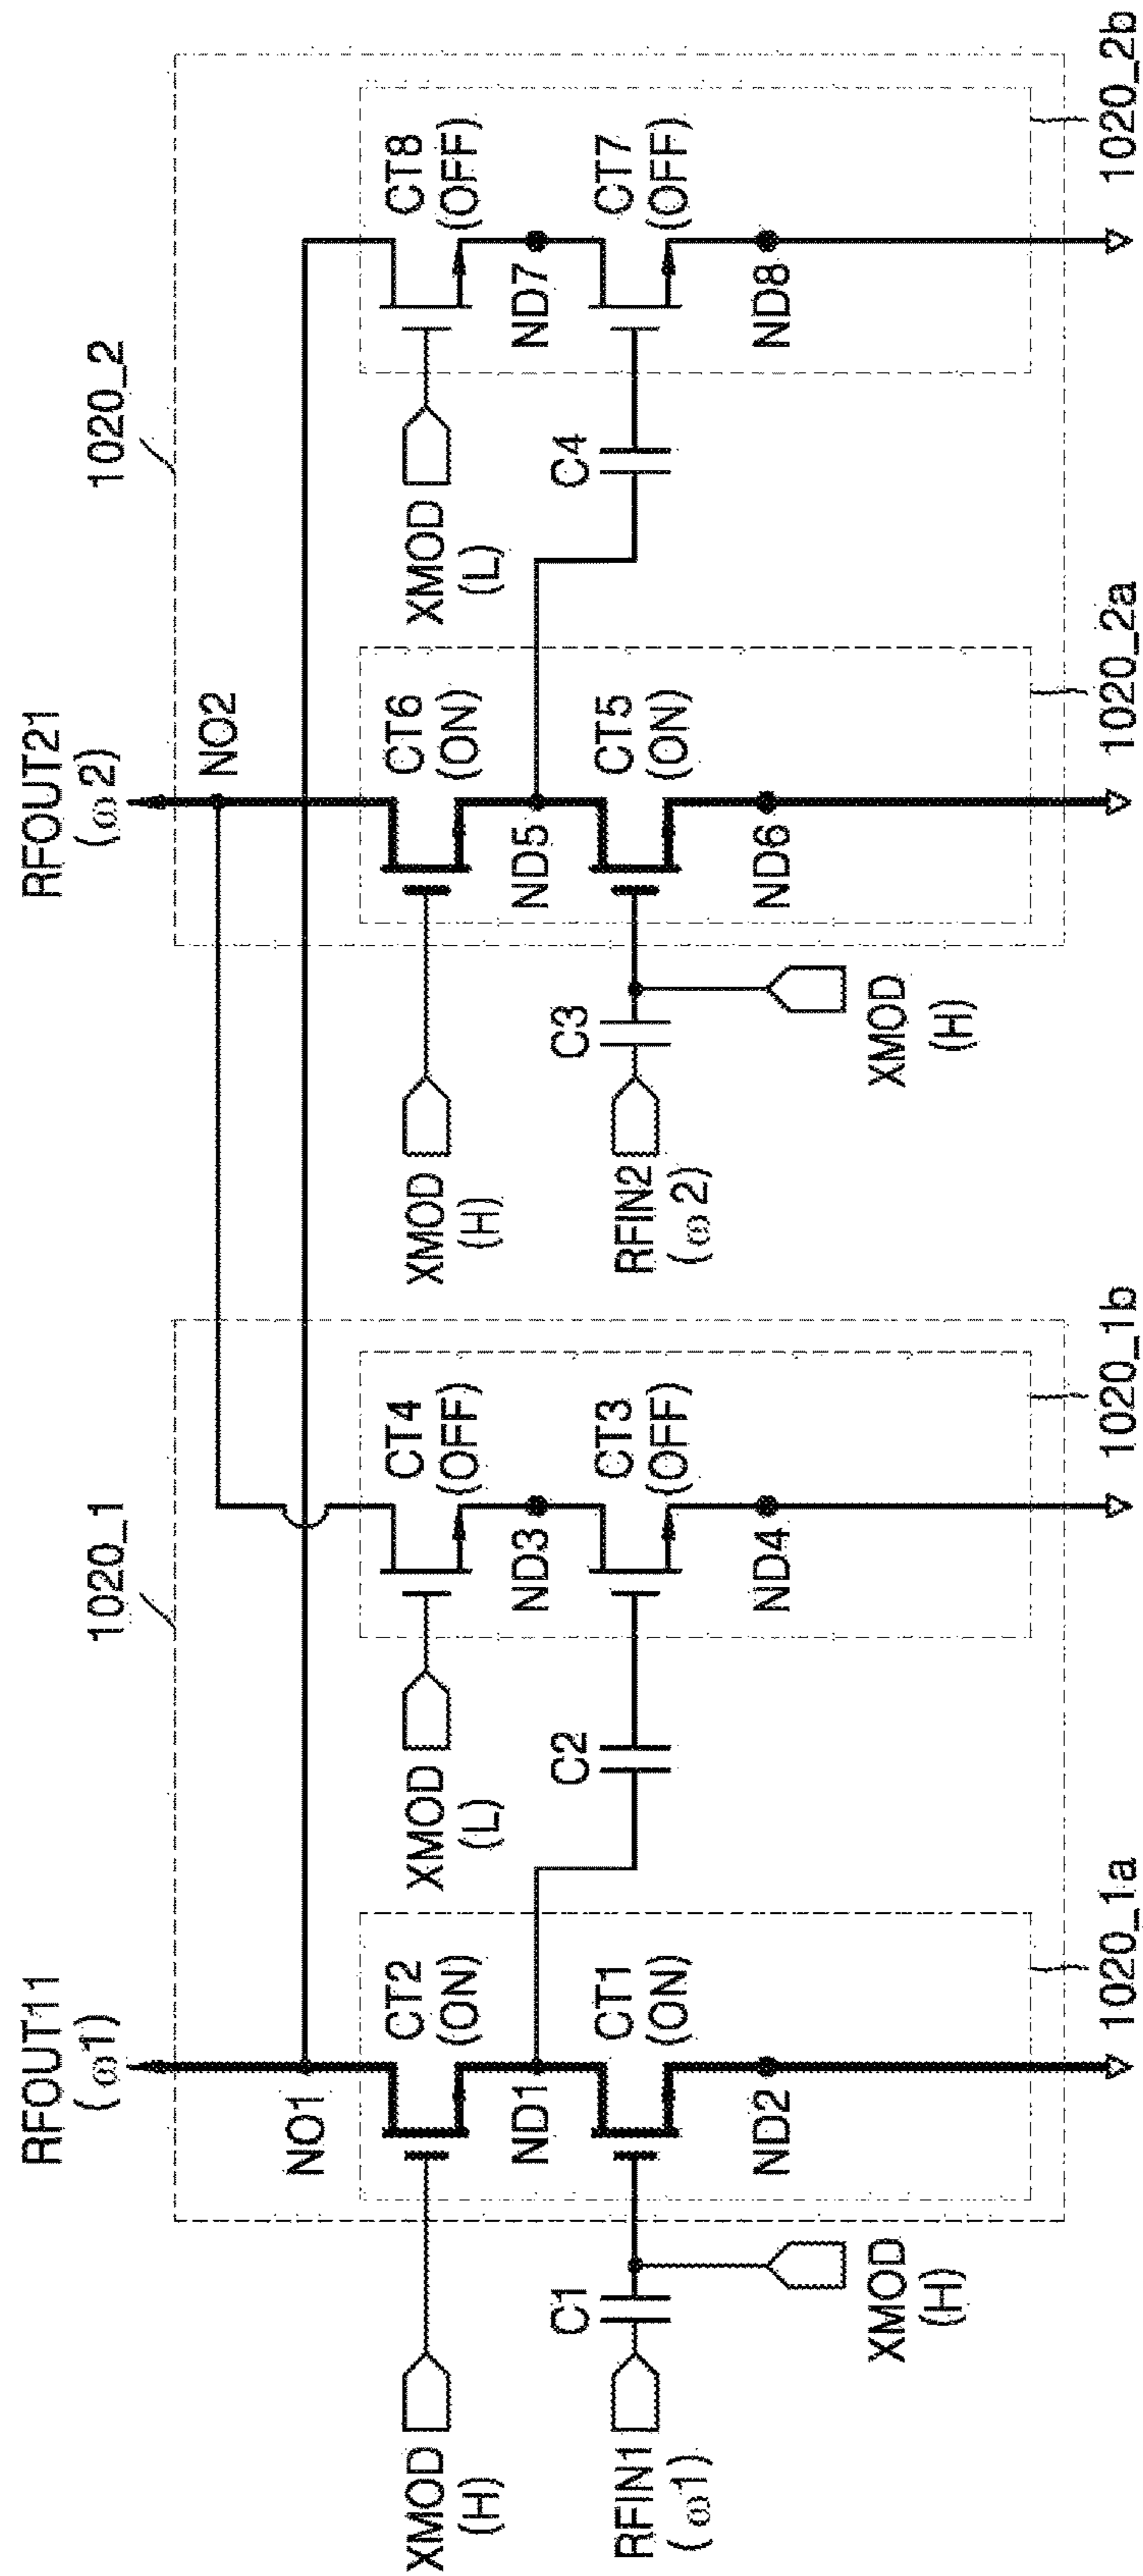 RFOUT11
(ω1)
RFOUT21
(ω2)
1020_1
1020_2
NO2
NO1
XMOD
(H)
CT2
(ON)
XMOD
(L)
CT4
(OFF)
XMOD
(H)
CT6
(ON)
XMOD
(L)
CT8
(OFF)
ND1
ND3
ND5
ND7
RFIN1
(ω1)
C1
CT1
(ON)
C2
CT3
(OFF)
RFIN2
(ω2)
C3
CT5
(ON)
C4
CT7
(OFF)
ND2
ND4
ND6
ND8
XMOD
(H)
XMOD
(H)
1020_1a
1020_1b
1020_2a
1020_2b